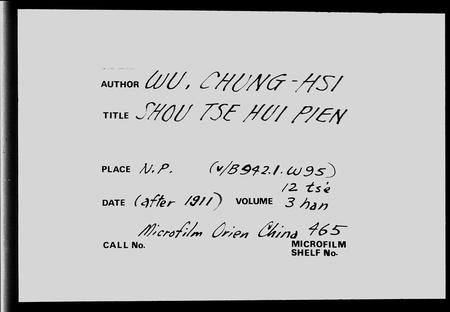 AUTHOR WU, CHUNG-HSI
TITLE SHOU TSE HUI PIEN
PLACE N.P. (V/B942.1.W95)
12 ts'e
DATE (after 1911) VOLUME 3 han
Microfilm Orien China 465
CALL No. MICROFILM
SHELF No.